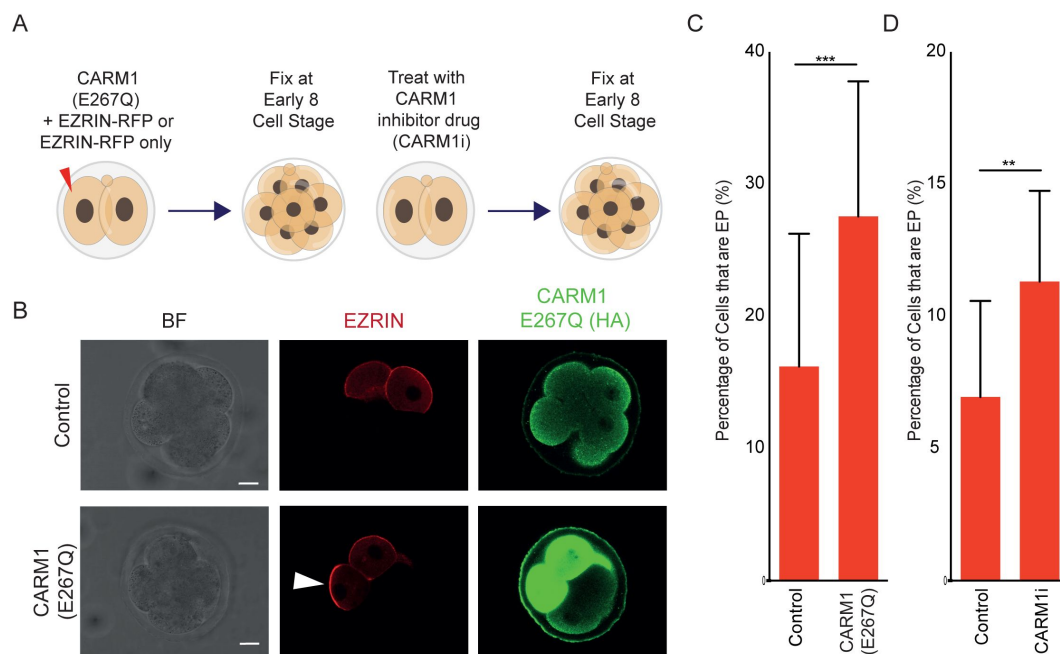 A
CARM1
(E267Q)
+ EZRIN-RFP or
EZRIN-RFP only
Fix at
Early 8
Cell Stage
Treat with
CARM1
inhibitor drug
(CARM1i)
Fix at
Early 8
Cell Stage
B
BF
EZRIN
CARM1
E267Q (HA)
Control
CARM1
(E267Q)
C
Percentage of Cells that are EP (%)
40
30
20
10
0
***
Control
CARM1
(E267Q)
D
Percentage of Cells that are EP (%)
20
15
10
5
0
**
Control
CARM1i